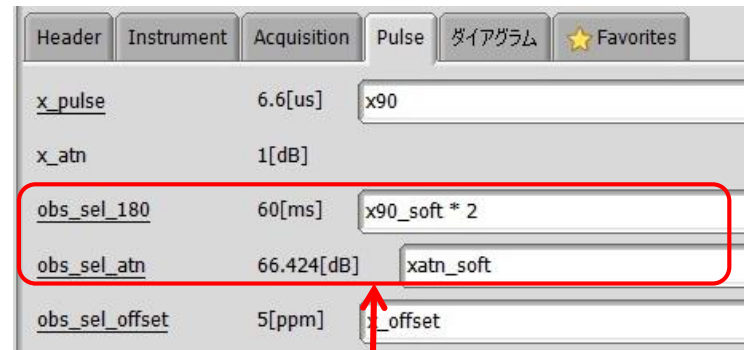 Header Instrument Acquisition Pulse ダイアグラム Favorites
x_pulse 6.6[us] x90
x_atn 1[dB]
obs_sel_180 60[ms] x90_soft * 2
obs_sel_atn 66.424[dB] xatn_soft
obs_sel_offset 5[ppm] x_offset